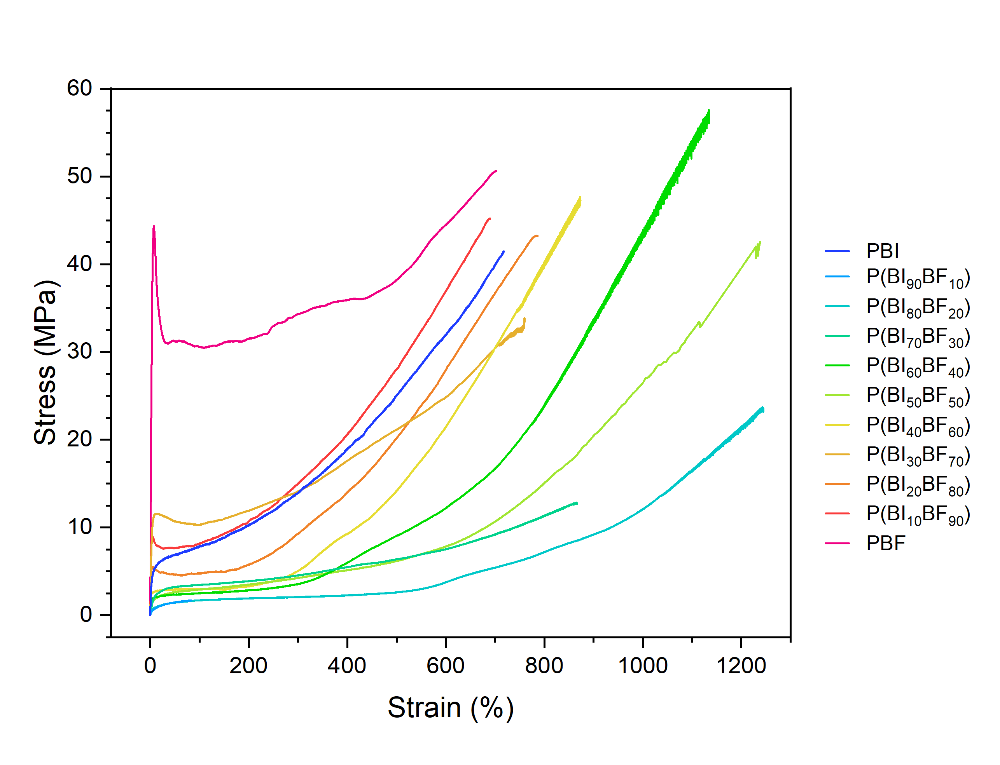 60
50
40
30
20
10
0
Stress (MPa)
0 200 400 600 800 1000 1200
Strain (%)
PBI
P(BI₉₀BF₁₀)
P(BI₈₀BF₂₀)
P(BI₇₀BF₃₀)
P(BI₆₀BF₄₀)
P(BI₅₀BF₅₀)
P(BI₄₀BF₆₀)
P(BI₃₀BF₇₀)
P(BI₂₀BF₈₀)
P(BI₁₀BF₉₀)
PBF